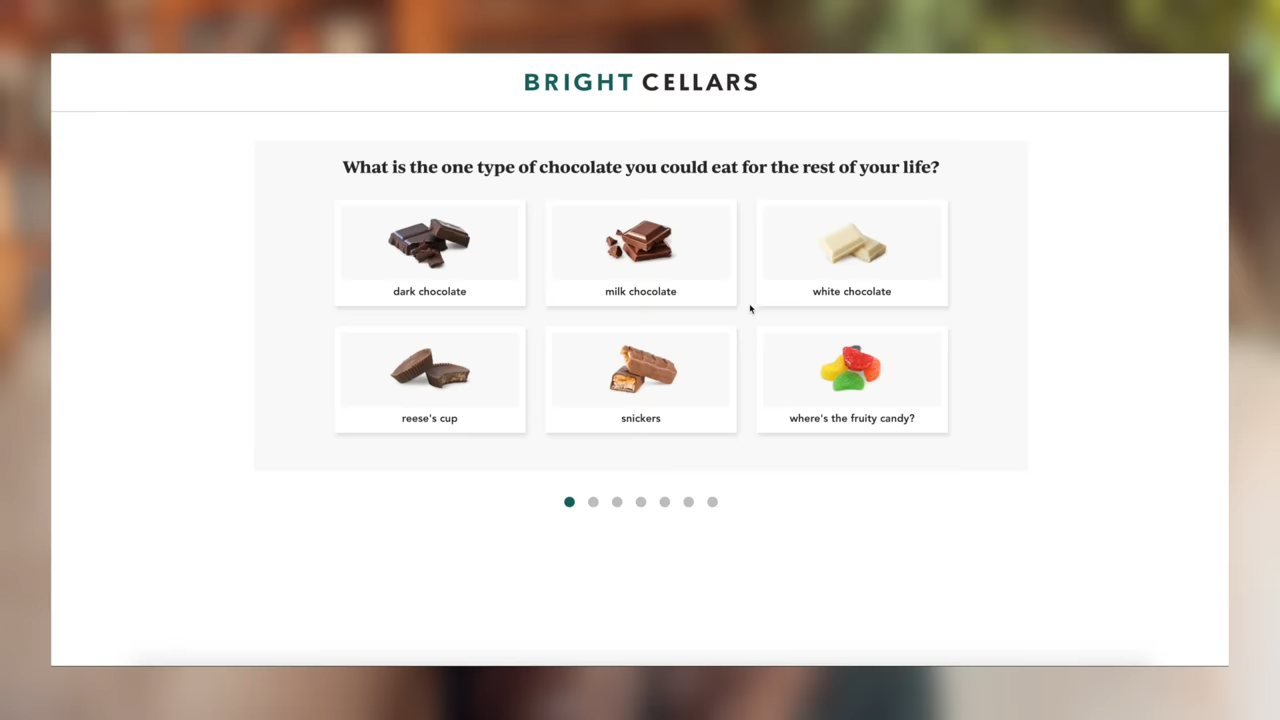 BRIGHT CELLARS
What is the one type of chocolate you could eat for the rest of your life?
dark chocolate
milk chocolate
white chocolate
reese's cup
snickers
where's the fruity candy?